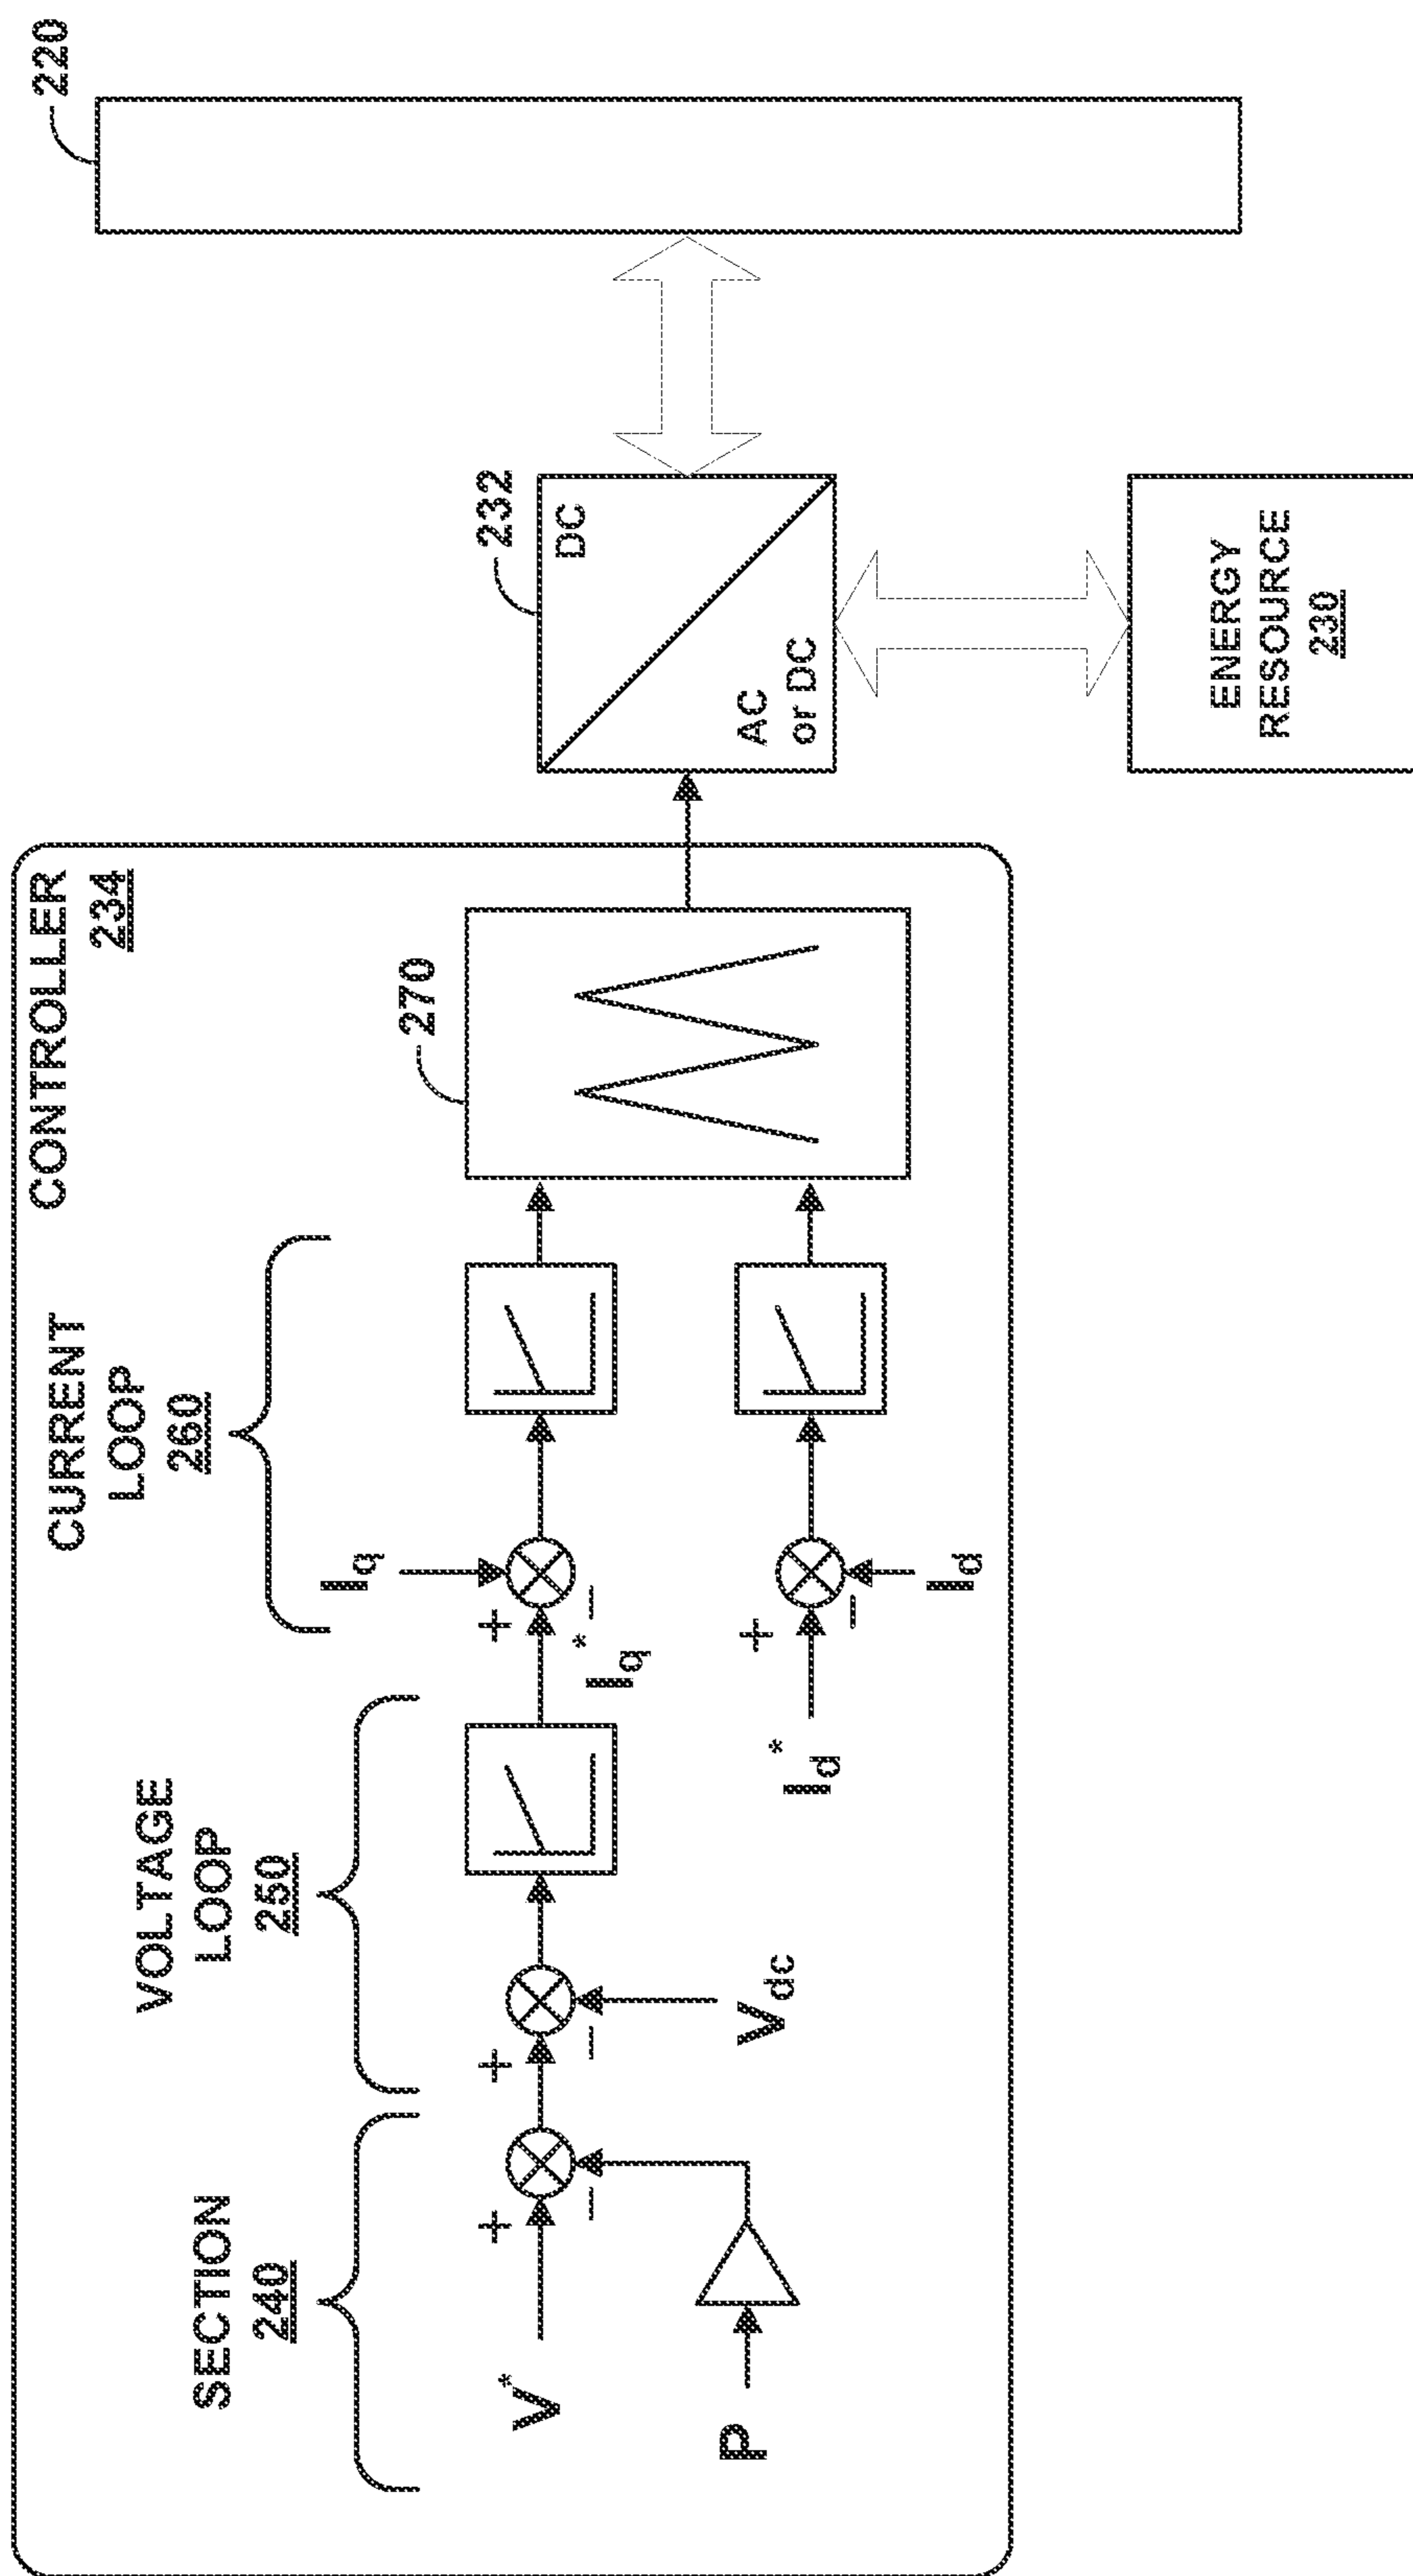 CONTROLLER
234
SECTION
240
VOLTAGE
LOOP
250
CURRENT
LOOP
260
270
232
220
V*
P
+
−
+
−
Vdc
Iq*
+
−
Iq
Id*
+
−
Id
DC
AC
or DC
ENERGY
RESOURCE
230